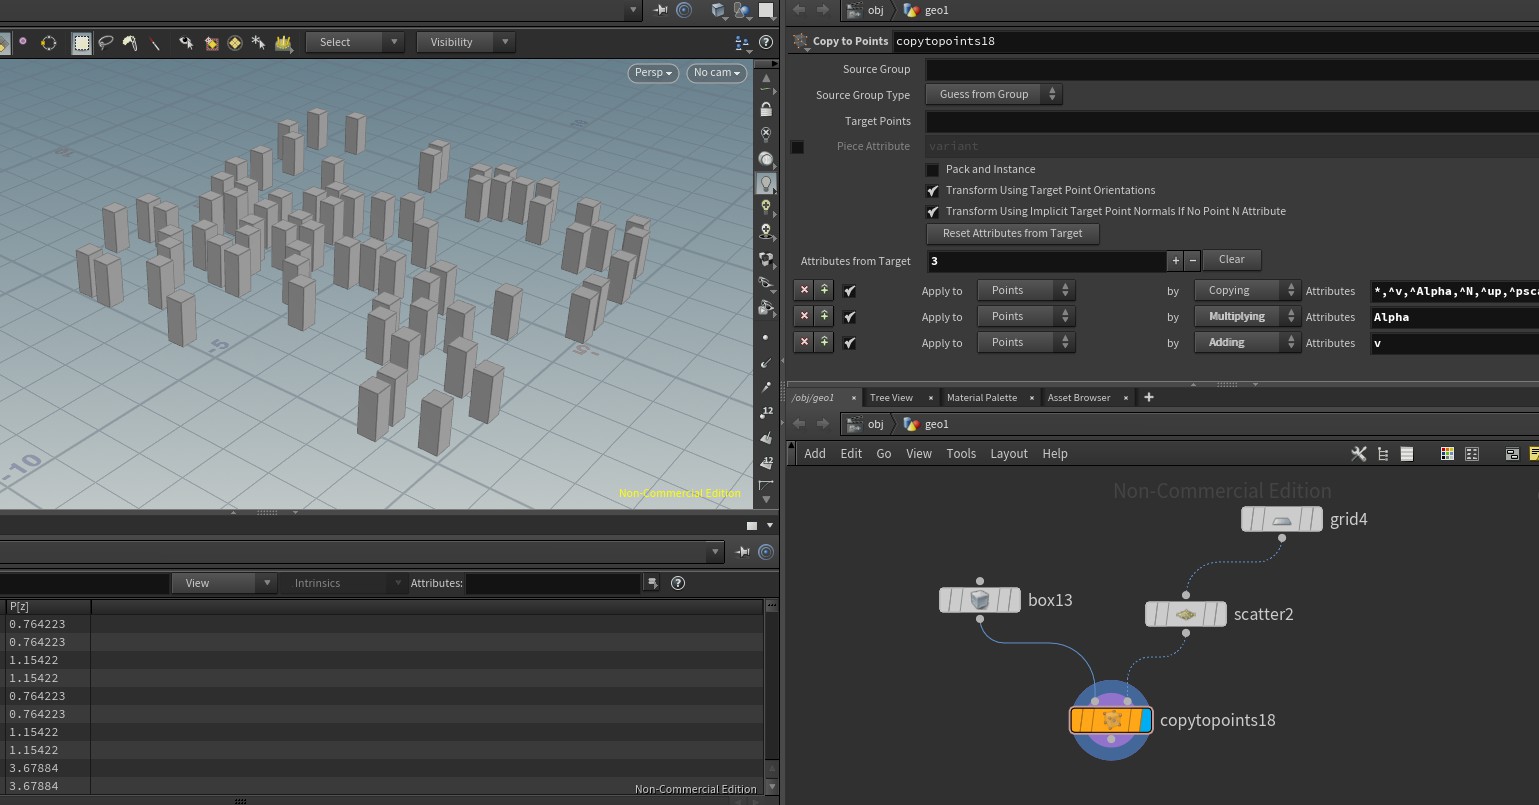 obj geo1
Copy to Points copytopoints18
Select Visibility
Source Group
Persp No cam
Source Group Type Guess from Group
Target Points
Piece Attribute variant
Pack and Instance
Transform Using Target Point Orientations
Transform Using Implicit Target Point Normals If No Point N Attribute
Reset Attributes from Target
Attributes from Target 3 + − Clear
Apply to Points by Copying Attributes *,^v,^Alpha,^N,^up,^psca
Apply to Points by Multiplying Attributes Alpha
Apply to Points by Adding Attributes v
-5
-5
-10
12
12
Non-Commercial Edition
/obj/geo1 Tree View Material Palette Asset Browser
obj geo1
Add Edit Go View Tools Layout Help
Non-Commercial Edition
grid4
box13
scatter2
copytopoints18
View Intrinsics Attributes:
P[z]
0.764223
0.764223
1.15422
1.15422
0.764223
0.764223
1.15422
1.15422
3.67884
3.67884
Non-Commercial Edition